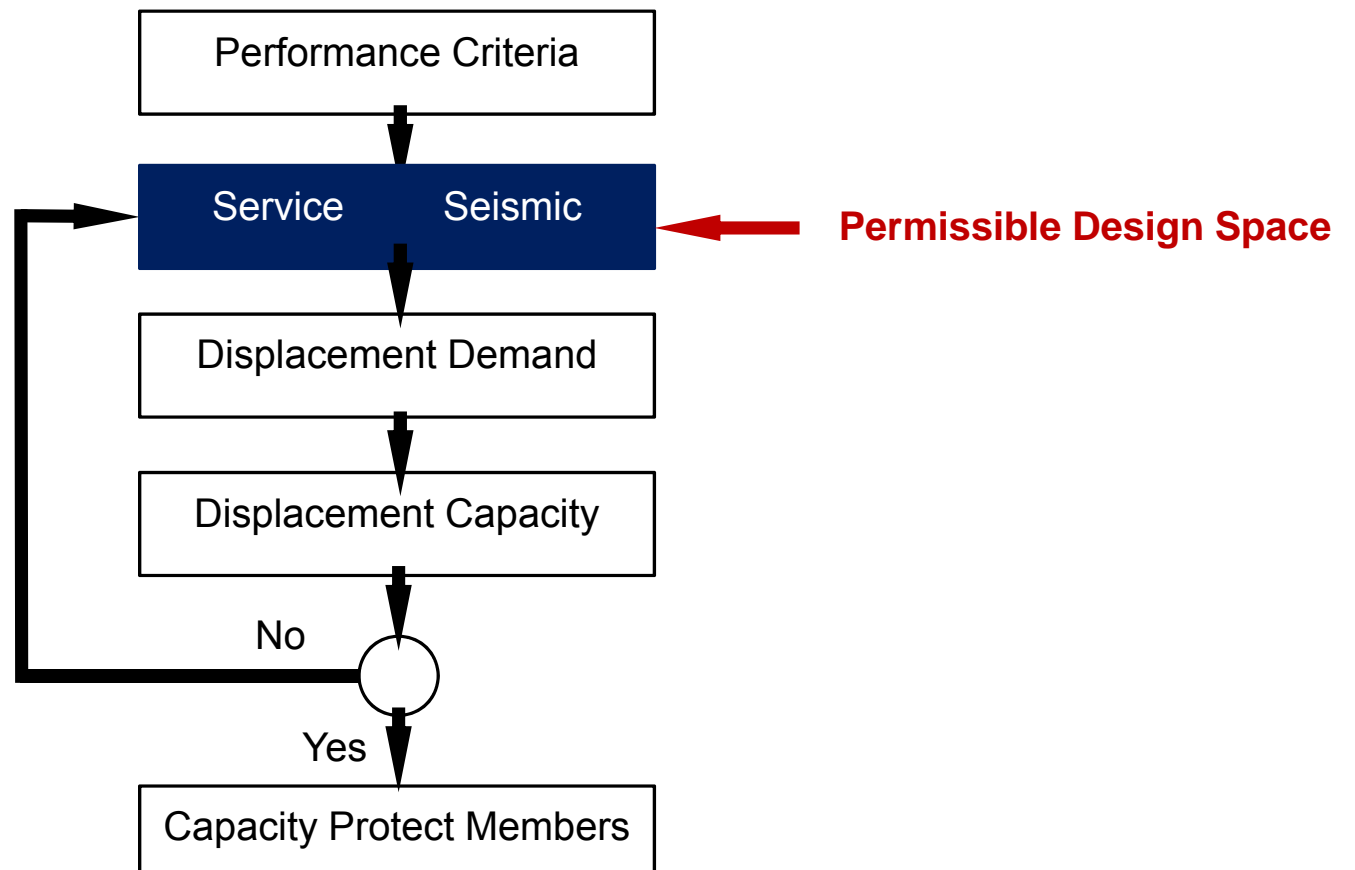 Performance Criteria
Service Seismic
Permissible Design Space
Displacement Demand
Displacement Capacity
No
Yes
Capacity Protect Members